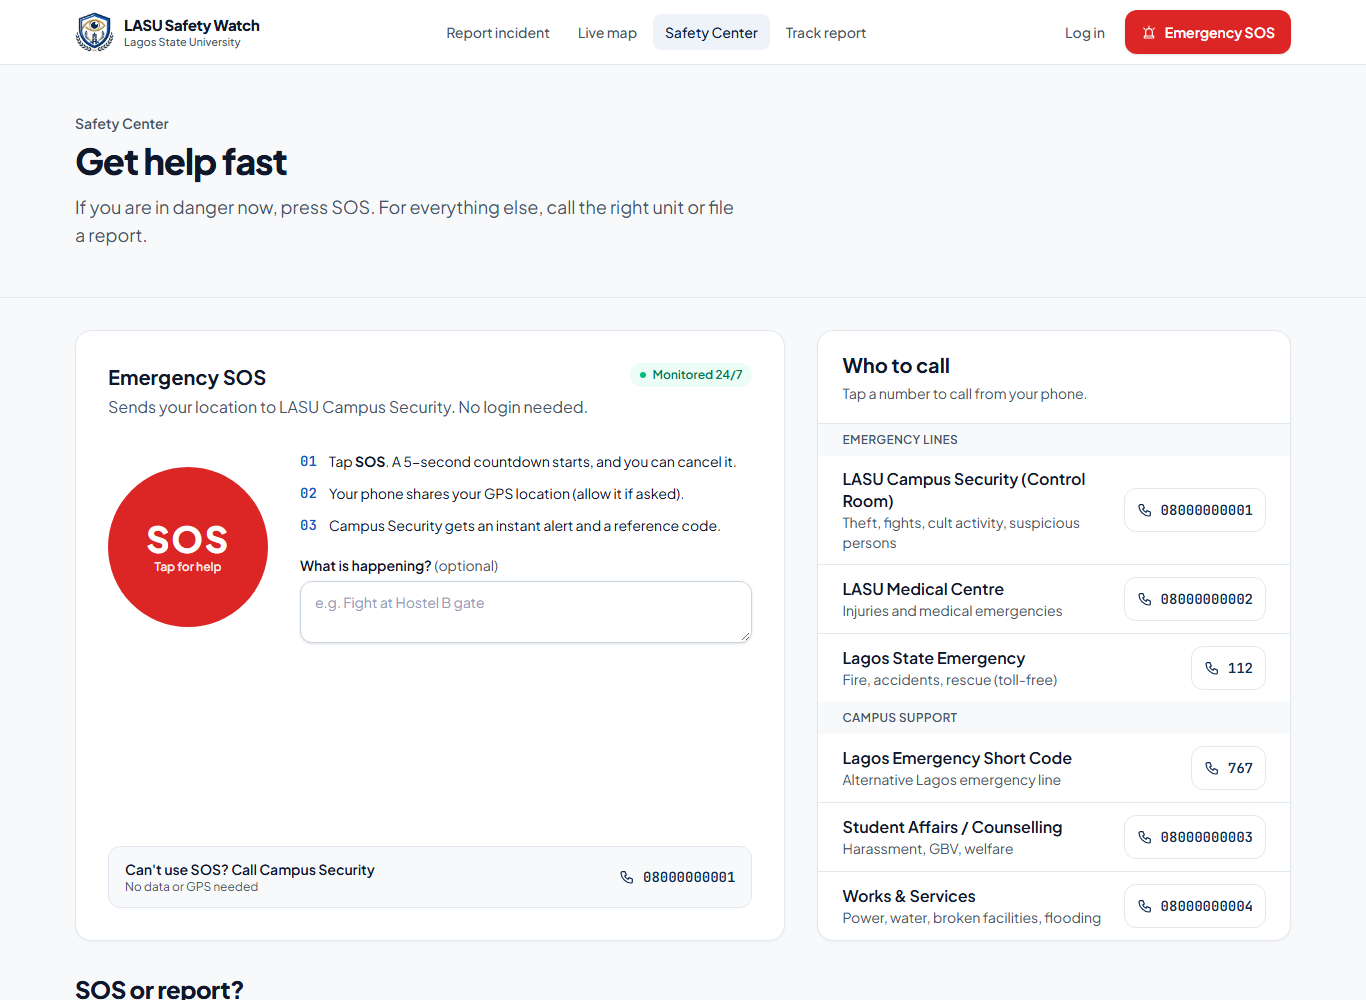 LASU Safety Watch
Lagos State University
Report incident
Live map
Safety Center
Track report
Log in
Emergency SOS
Safety Center
Get help fast
If you are in danger now, press SOS. For everything else, call the right unit or file
a report.
Emergency SOS
Monitored 24/7
Sends your location to LASU Campus Security. No login needed.
SOS
Tap for help
01 Tap SOS. A 5-second countdown starts, and you can cancel it.
02 Your phone shares your GPS location (allow it if asked).
03 Campus Security gets an instant alert and a reference code.
What is happening? (optional)
e.g. Fight at Hostel B gate
Can't use SOS? Call Campus Security
No data or GPS needed
08000000001
Who to call
Tap a number to call from your phone.
EMERGENCY LINES
LASU Campus Security (Control
Room)
Theft, fights, cult activity, suspicious
persons
08000000001
LASU Medical Centre
Injuries and medical emergencies
08000000002
Lagos State Emergency
Fire, accidents, rescue (toll-free)
112
CAMPUS SUPPORT
Lagos Emergency Short Code
Alternative Lagos emergency line
767
Student Affairs / Counselling
Harassment, GBV, welfare
08000000003
Works & Services
Power, water, broken facilities, flooding
08000000004
SOS or report?